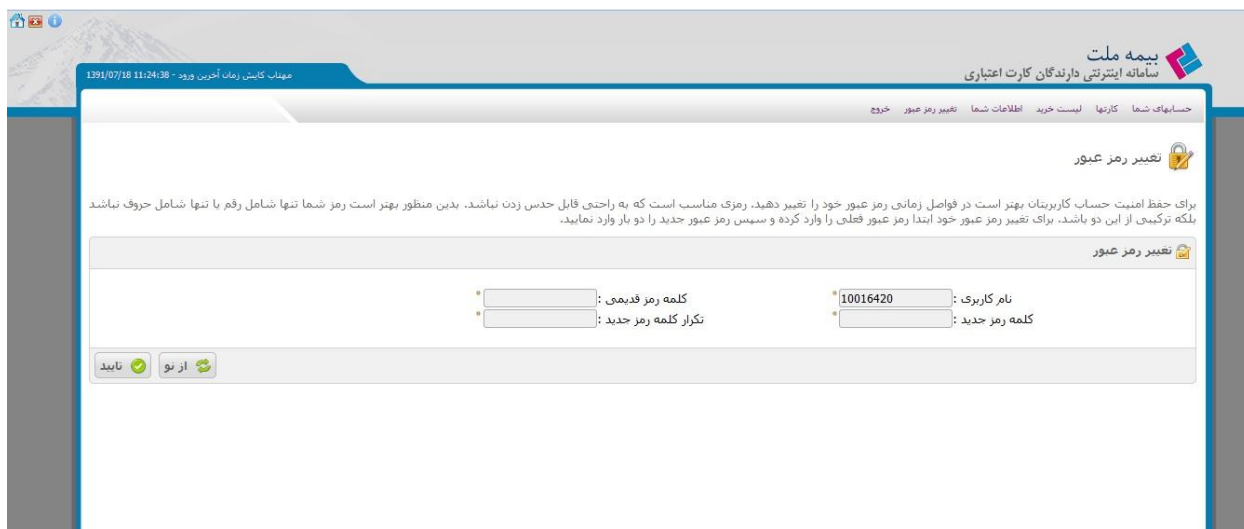 بیمه ملت
سامانه اینترنتی دارندگان کارت اعتباری
مهتاب کابش زمان آخرین ورود - 1391/07/18 11:24:38
حسابهای شما کارتها لیست خرید اطلاعات شما تغییر رمز عبور خروج
تغییر رمز عبور
برای حفظ امنیت حساب کاربریتان بهتر است در فواصل زمانی رمز عبور خود را تغییر دهید. رمزی مناسب است که به راحتی قابل حدس زدن نباشد. بدین منظور بهتر است رمز شما تنها شامل رقم یا تنها شامل حروف نباشد
بلکه ترکیبی از این دو باشد. برای تغییر رمز عبور خود ابتدا رمز عبور فعلی را وارد کرده و سپس رمز عبور جدید را دو بار وارد نمایید.
تغییر رمز عبور
نام کاربری : 10016420 * کلمه رمز قدیمی : *
کلمه رمز جدید : * تکرار کلمه رمز جدید : *
از نو تایید